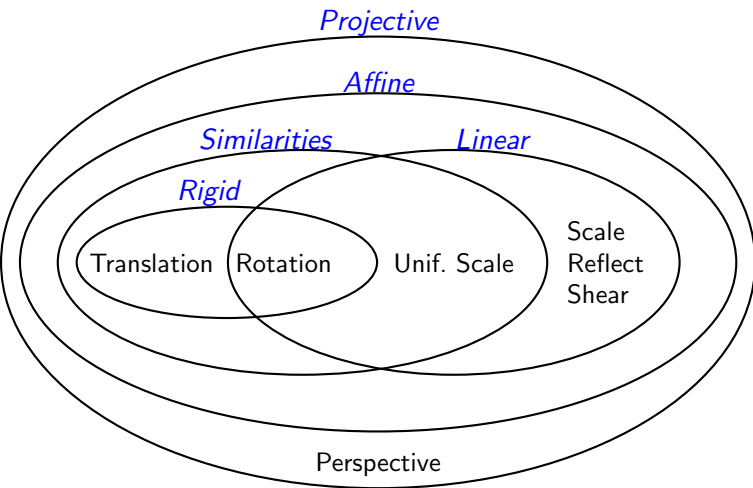 Projective
Affine
Similarities
Linear
Rigid
Translation
Rotation
Unif. Scale
Scale
Reflect
Shear
Perspective